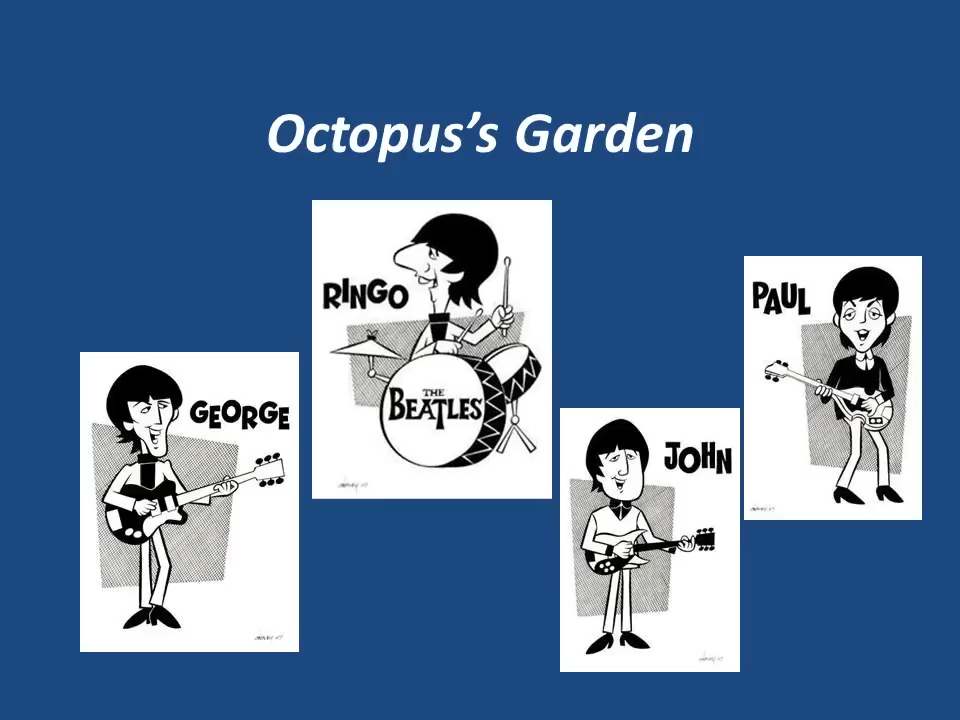 Octopus’s Garden
RINGO
THE
BEATLES
PAUL
GEORGE
JOHN